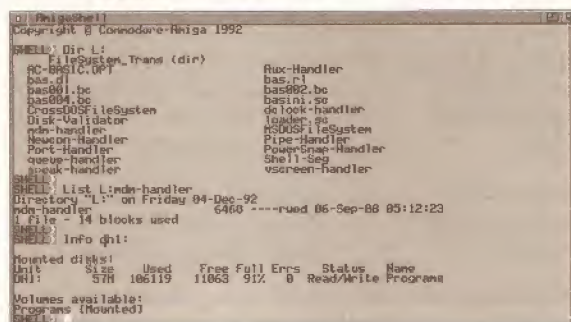 AmigaShell
Copyright © Commodore-Amiga 1992
SHELL> Dir L:
FileSystem_Trans (dir)
AC-BASIC.OPT Aux-Handler
bas.dl bas.rl
bas001.bc bas002.bc
bas004.bc basini.sc
CrossDOSFileSystem dclock-handler
Disk-Validator loader.sc
mdm-handler MSDOSFileSystem
Newcon-Handler Pipe-Handler
Port-Handler PowerSnap-Handler
queue-handler Shell-Seg
speak-handler vscreen-handler
SHELL>
SHELL> List L:mdm-handler
Directory "L:" on Friday 04-Dec-92
mdm-handler 6460 ----rwed 06-Sep-88 05:12:23
1 file - 14 blocks used
SHELL>
SHELL> Info dh1:
Mounted disks:
Unit Size Used Free Full Errs Status Name
DH1: 57M 106119 11063 91% 0 Read/Write Programs
Volumes available:
Programs [Mounted]
SHELL>